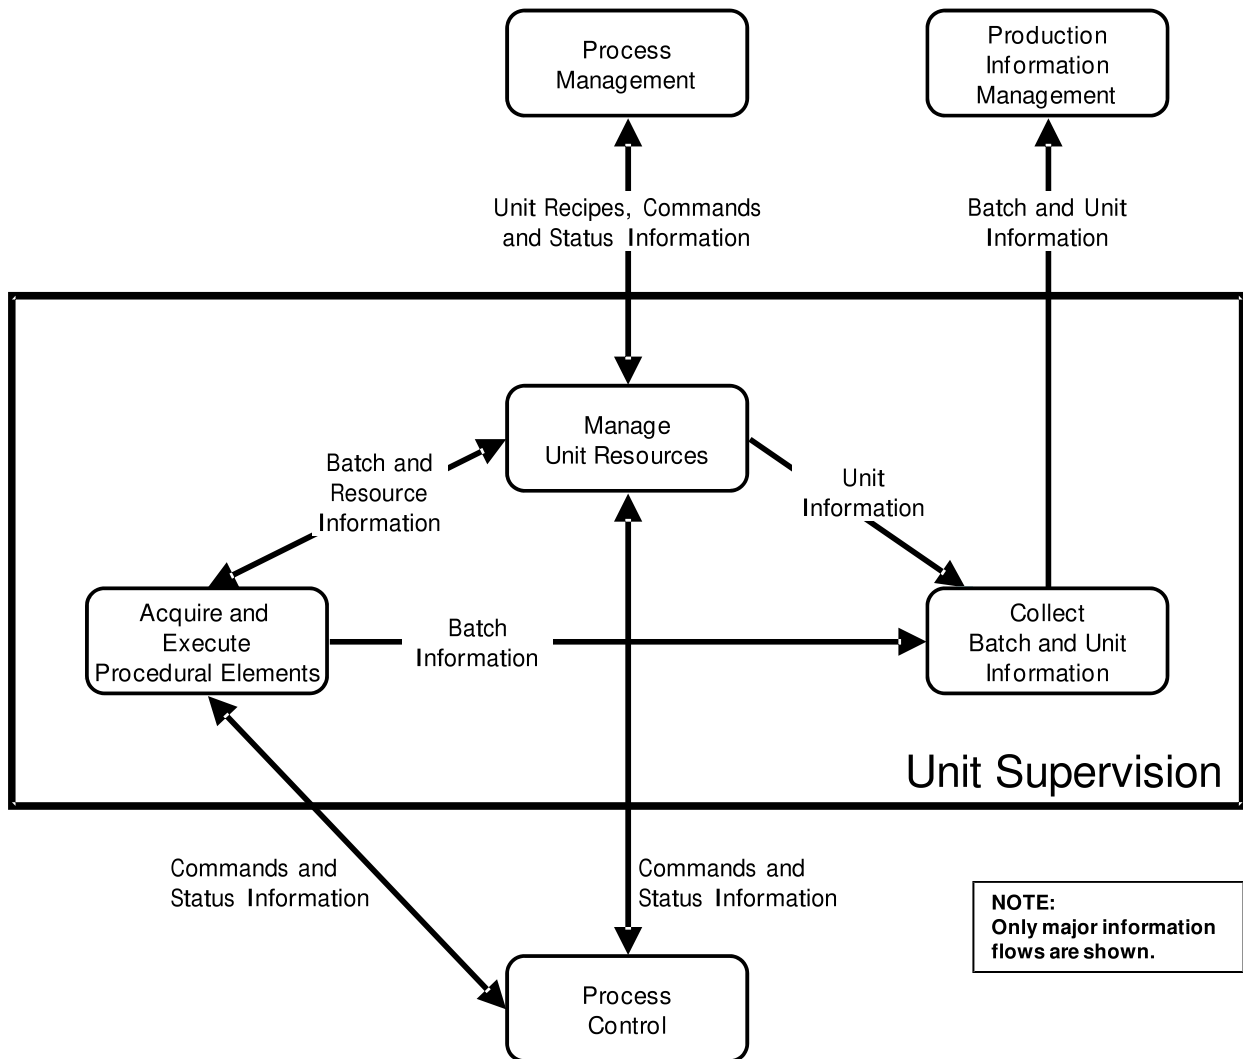 Process
Management
Production
Information
Management
Unit Recipes, Commands
and Status Information
Batch and Unit
Information
Manage
Unit Resources
Batch and
Resource
Information
Unit
Information
Acquire and
Execute
Procedural Elements
Batch
Information
Collect
Batch and Unit
Information
Unit Supervision
Commands and
Status Information
Commands and
Status Information
NOTE:
Only major information
flows are shown.
Process
Control